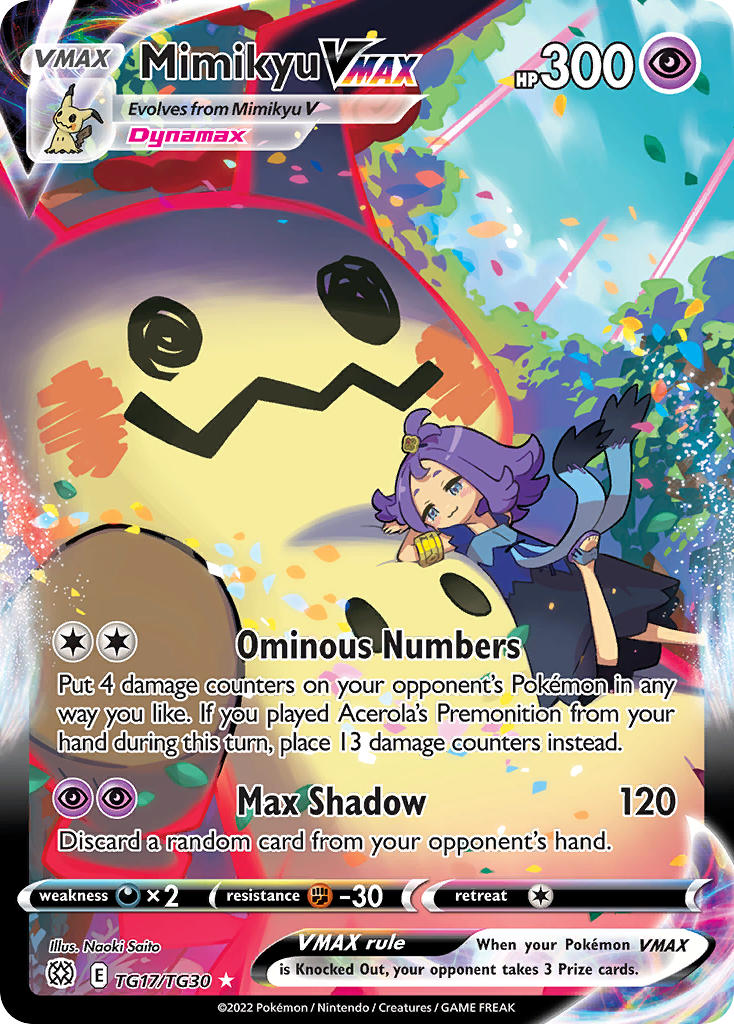 VMAX Mimikyu VMAX HP 300
Evolves from Mimikyu V
Dynamax
Ominous Numbers
Put 4 damage counters on your opponent's Pokémon in any
way you like. If you played Acerola's Premonition from your
hand during this turn, place 13 damage counters instead.
Max Shadow 120
Discard a random card from your opponent's hand.
weakness ×2 resistance -30 retreat
Illus. Naoki Saito
VMAX rule When your Pokémon VMAX
is Knocked Out, your opponent takes 3 Prize cards.
E TG17/TG30
©2022 Pokémon / Nintendo / Creatures / GAME FREAK